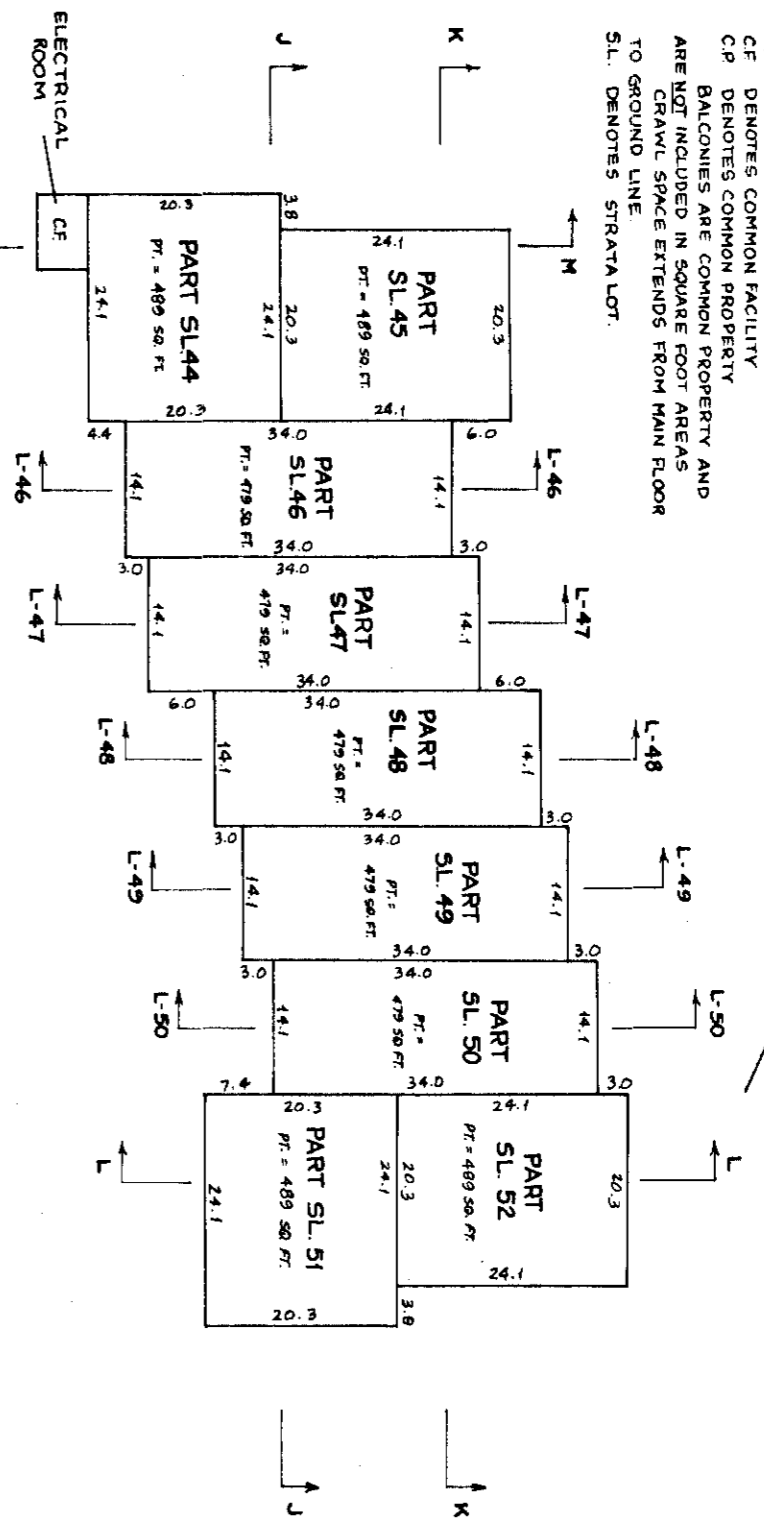 C.F. DENOTES COMMON FACILITY
C.P. DENOTES COMMON PROPERTY
BALCONIES ARE COMMON PROPERTY AND
ARE NOT INCLUDED IN SQUARE FOOT AREAS
CRAWL SPACE EXTENDS FROM MAIN FLOOR
TO GROUND LINE.
S.L. DENOTES STRATA LOT.
K
J
M
ELECTRICAL
ROOM
C.F.
20.3
3.8
PART SL.44
PT. = 489 SQ. FT.
24.1
24.1
20.3
24.1
20.3
PART
SL.45
PT. = 489 SQ. FT.
20.3
24.1
4.4
34.0
6.0
L-46
L-46
14.1
PART
SL.46
PT. = 479 SQ. FT.
14.1
34.0
3.0
3.0
34.0
L-47
L-47
14.1
PART
SL47
PT. =
479 SQ. FT.
14.1
34.0
6.0
6.0
34.0
L-48
L-48
14.1
PART
SL.48
PT. =
479 SQ. FT.
14.1
34.0
3.0
3.0
34.0
L-49
L-49
14.1
PART
SL.49
PT. =
479 SQ. FT.
14.1
34.0
3.0
3.0
34.0
L-50
L-50
14.1
PART
SL. 50
PT. =
479 SQ. FT.
14.1
34.0
3.0
7.4
20.3
24.1
L
L
24.1
PART SL. 51
PT. = 489 SQ. FT.
24.1
20.3
PART
SL. 52
PT. = 489 SQ. FT.
20.3
24.1
20.3
3.8
J
K